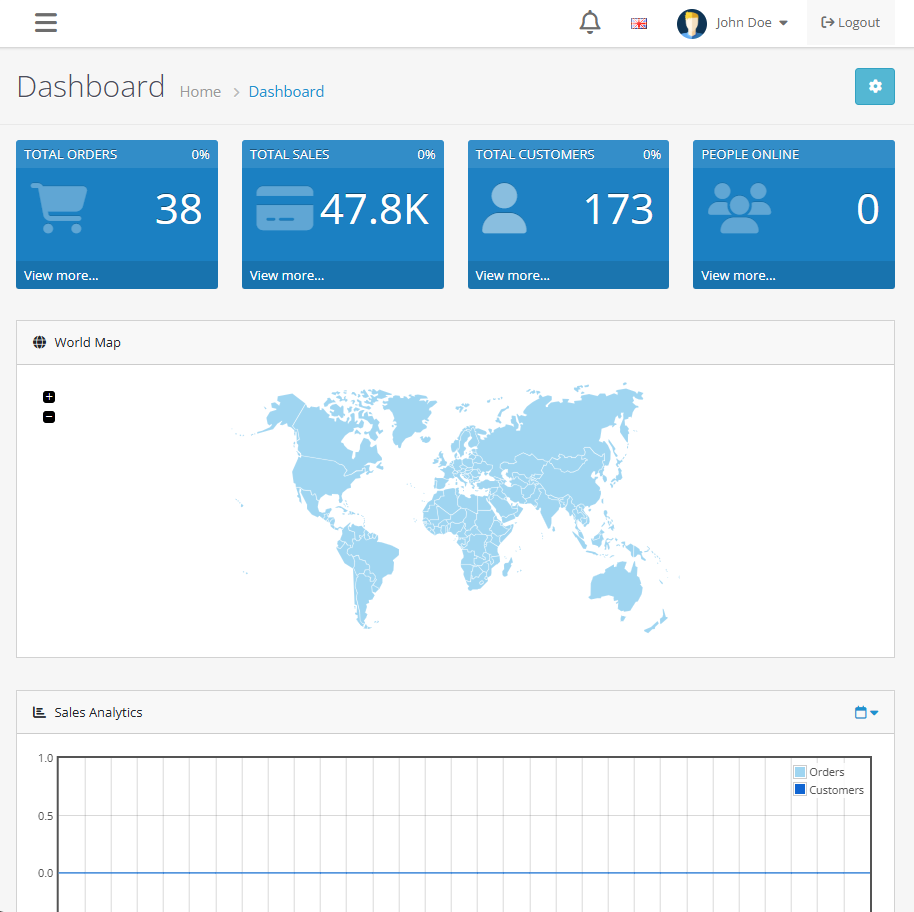 John Doe
Logout
Dashboard
Home
Dashboard
TOTAL ORDERS 0%
38
View more...
TOTAL SALES 0%
47.8K
View more...
TOTAL CUSTOMERS 0%
173
View more...
PEOPLE ONLINE
0
View more...
World Map
+
−
Sales Analytics
1.0
0.5
0.0
Orders
Customers